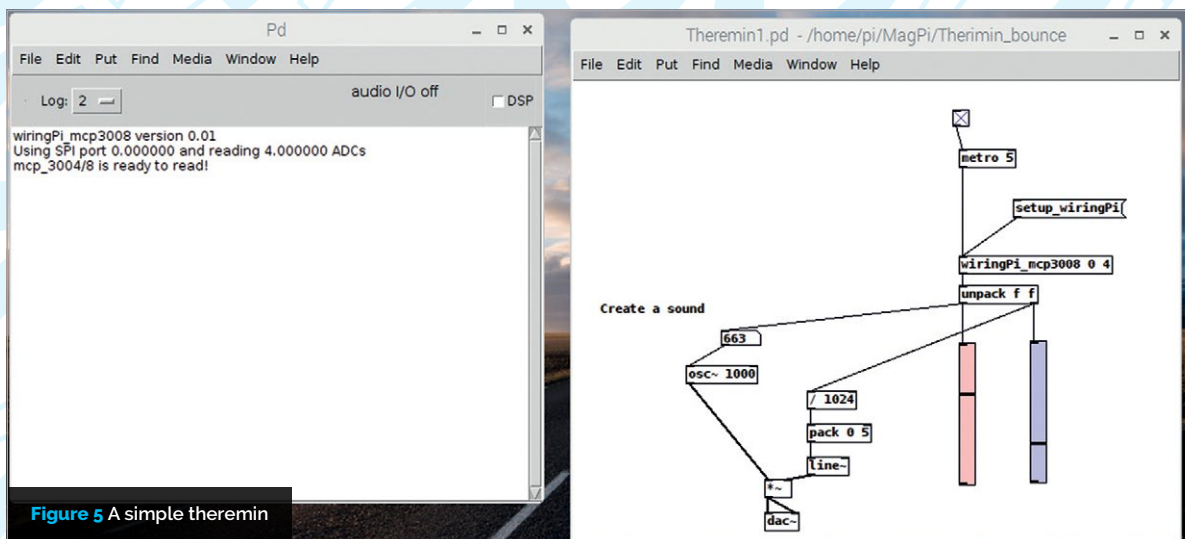 Pd
File Edit Put Find Media Window Help
Log: 2
audio I/O off
DSP
wiringPi_mcp3008 version 0.01
Using SPI port 0.000000 and reading 4.000000 ADCs
mcp_3004/8 is ready to read!
Figure 5 A simple theremin
Theremin1.pd - /home/pi/MagPi/Therimin_bounce
File Edit Put Find Media Window Help
metro 5
setup_wiringPi
wiringPi_mcp3008 0 4
unpack f f
Create a sound
663
osc~ 1000
/ 1024
pack 0 5
line~
*~
dac~